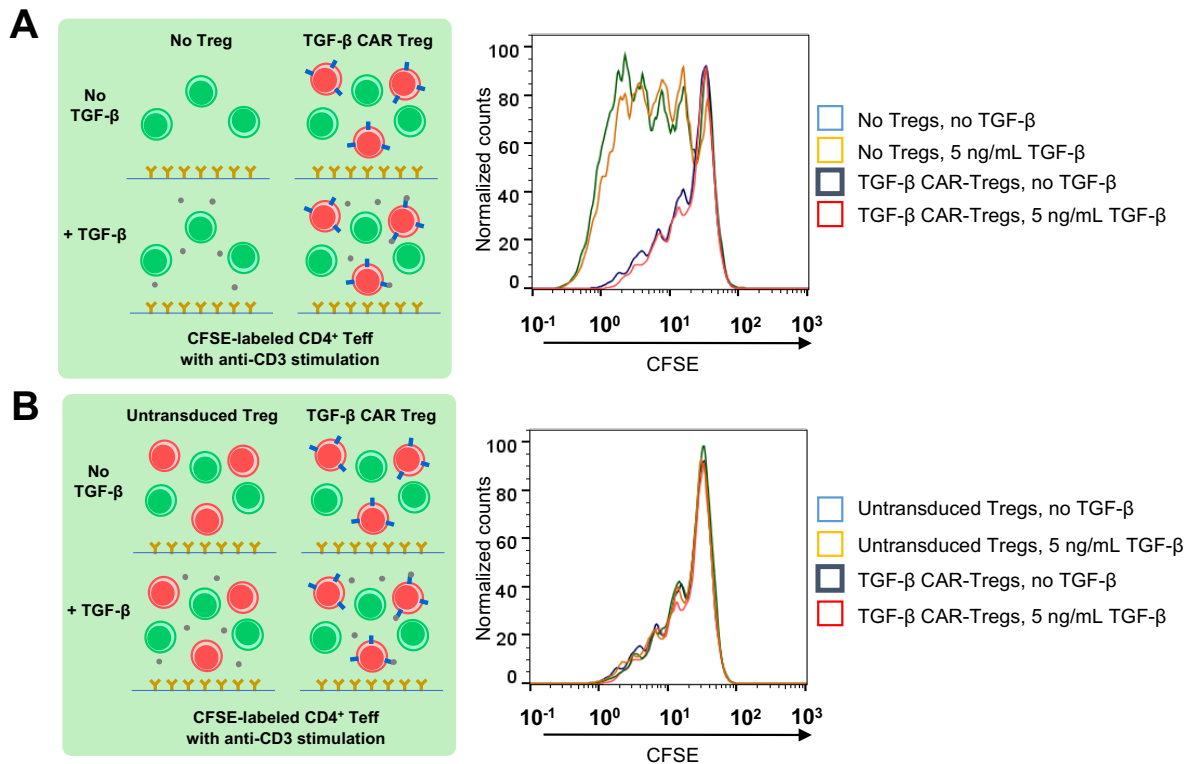 A
No Treg
TGF-β CAR Treg
No
TGF-β
+ TGF-β
CFSE-labeled CD4⁺ Teff
with anti-CD3 stimulation
Normalized counts
100
80
60
40
20
0
10⁻¹ 10⁰ 10¹ 10² 10³
CFSE
No Tregs, no TGF-β
No Tregs, 5 ng/mL TGF-β
TGF-β CAR-Tregs, no TGF-β
TGF-β CAR-Tregs, 5 ng/mL TGF-β
B
Untransduced Treg
TGF-β CAR Treg
No
TGF-β
+ TGF-β
CFSE-labeled CD4⁺ Teff
with anti-CD3 stimulation
Normalized counts
100
80
60
40
20
0
10⁻¹ 10⁰ 10¹ 10² 10³
CFSE
Untransduced Tregs, no TGF-β
Untransduced Tregs, 5 ng/mL TGF-β
TGF-β CAR-Tregs, no TGF-β
TGF-β CAR-Tregs, 5 ng/mL TGF-β